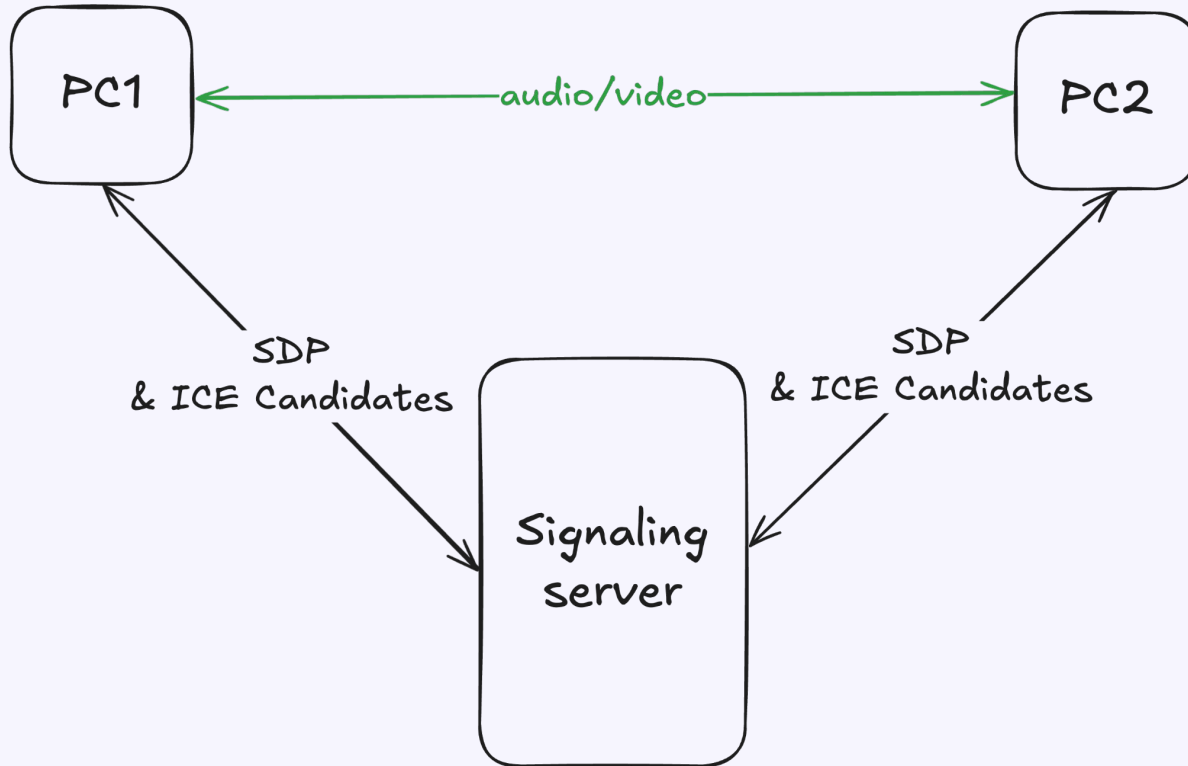 PC1
audio/video
PC2
SDP
& ICE Candidates
SDP
& ICE Candidates
Signaling
server